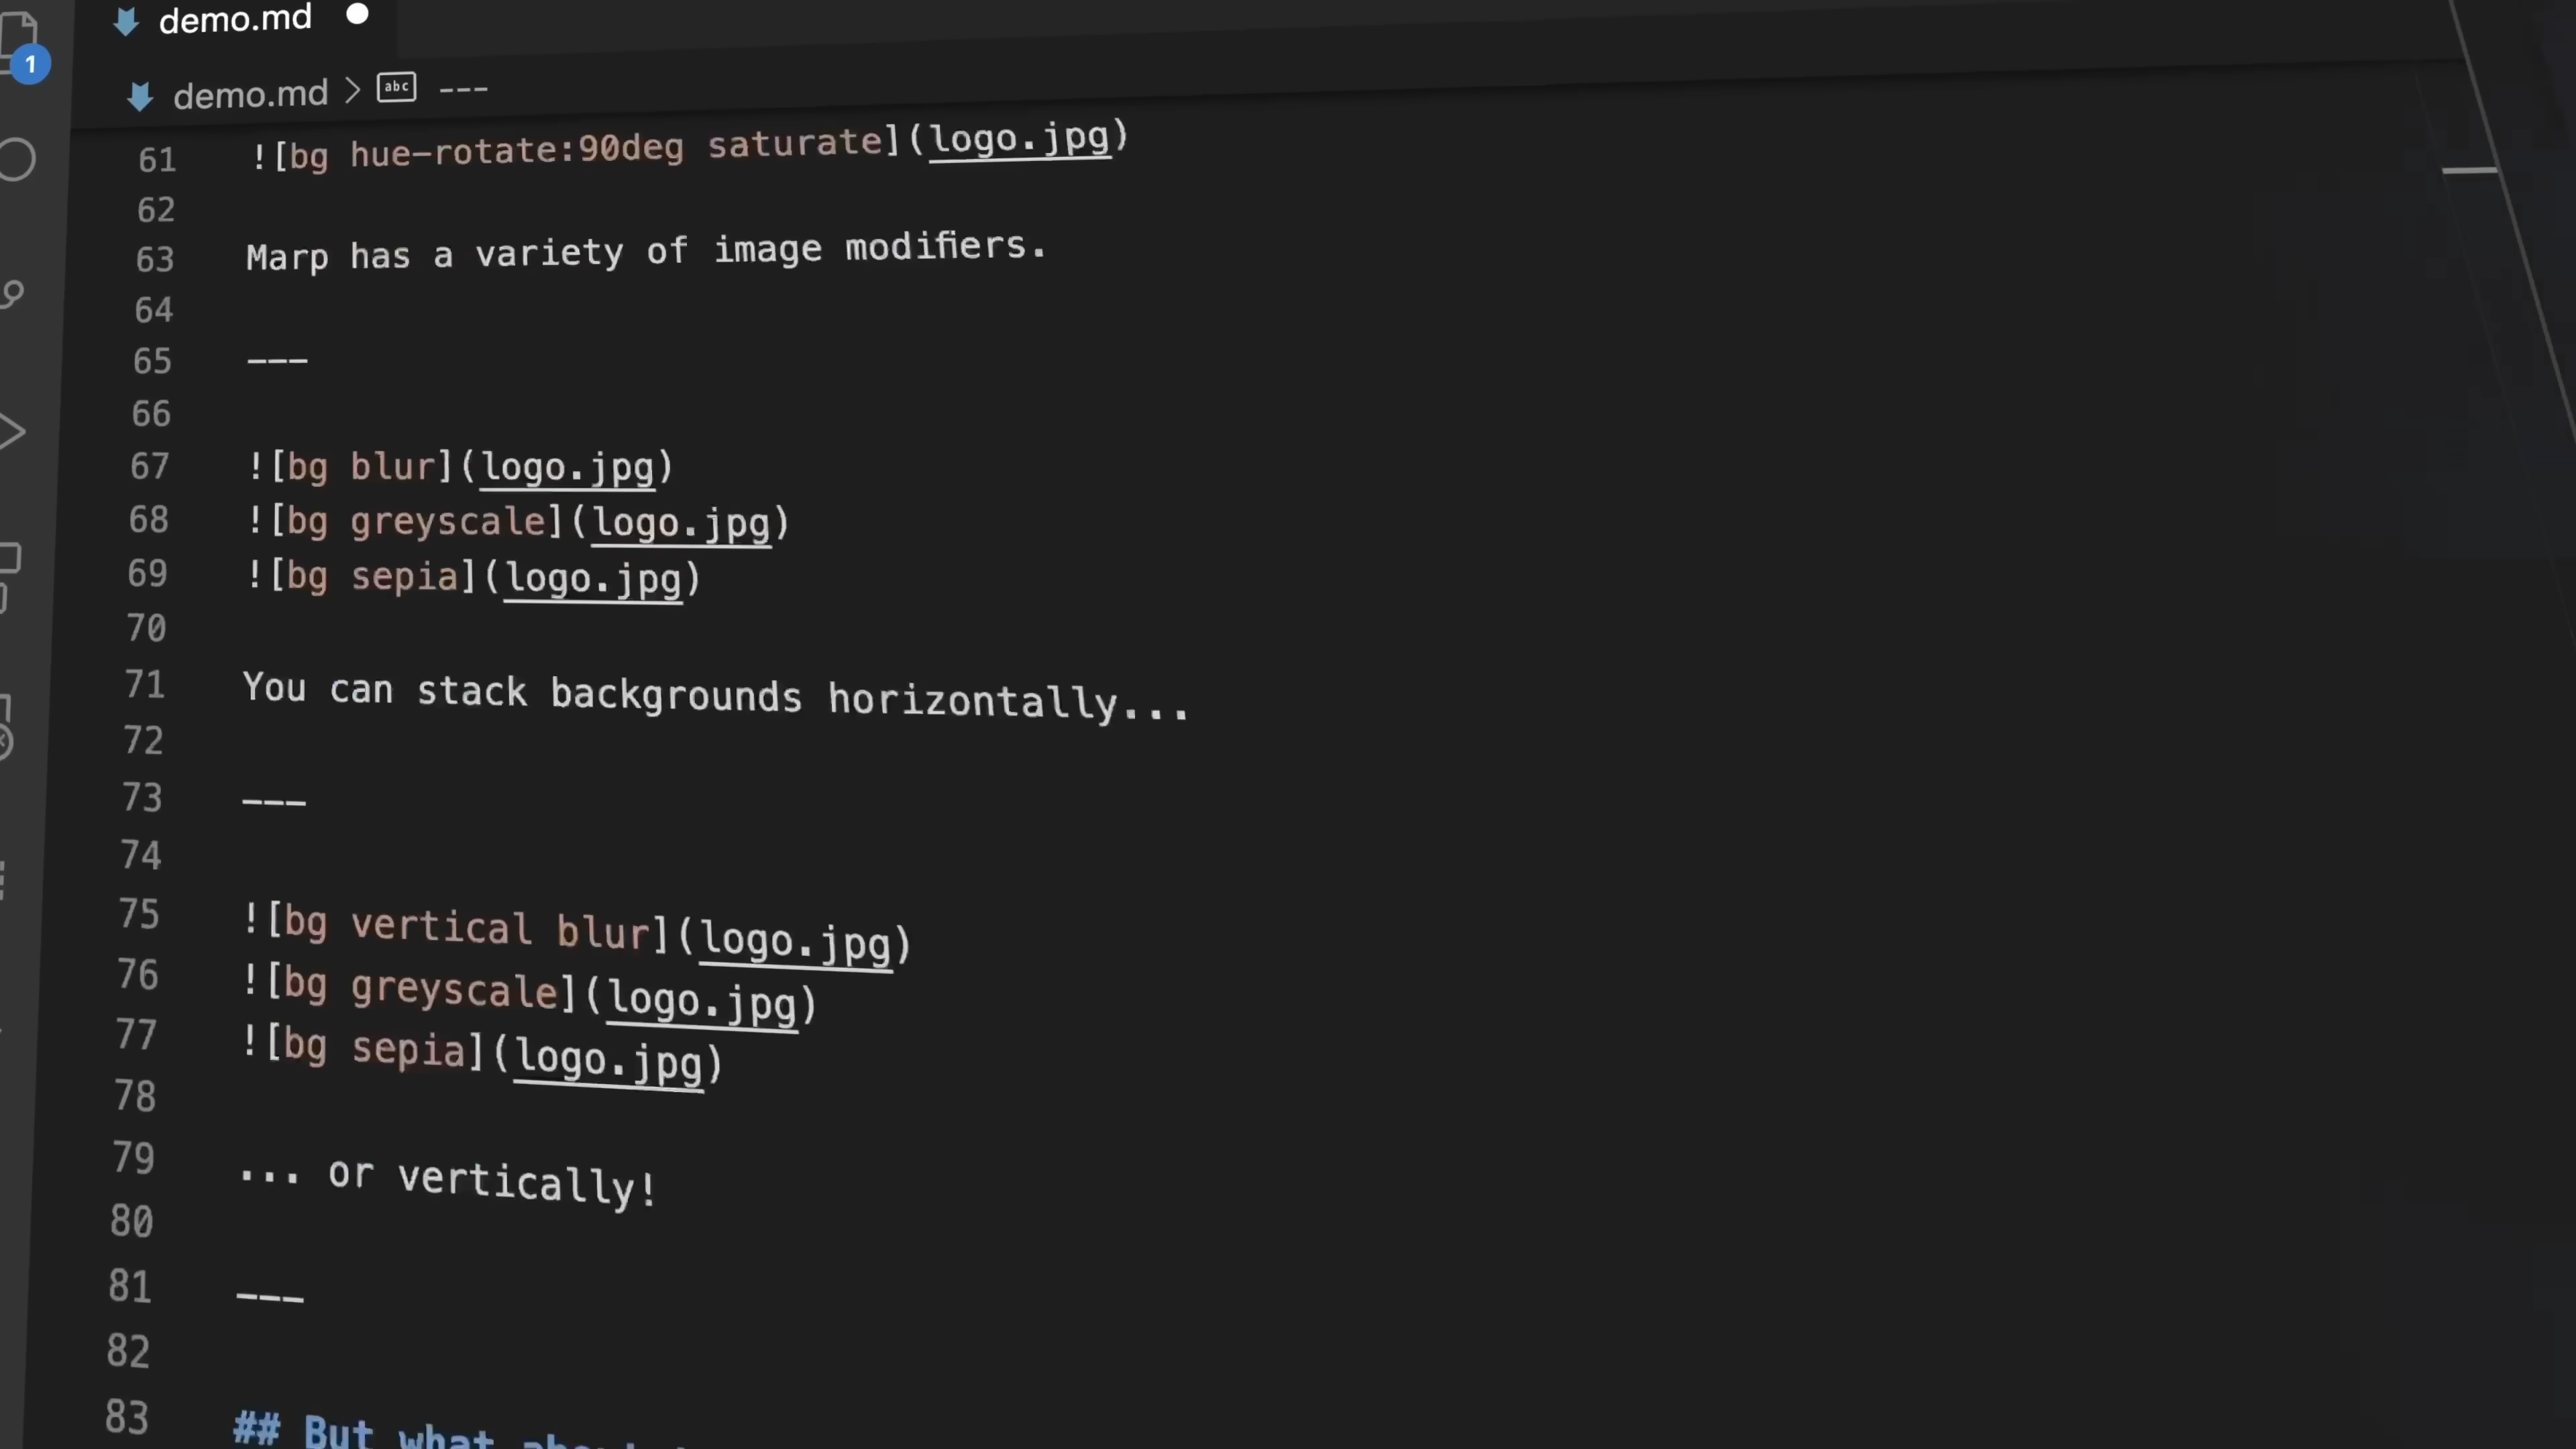 demo.md
1
demo.md > abc ---
61 ![bg hue-rotate:90deg saturate](logo.jpg)
62
63 Marp has a variety of image modifiers.
64
65 ---
66
67 ![bg blur](logo.jpg)
68 ![bg greyscale](logo.jpg)
69 ![bg sepia](logo.jpg)
70
71 You can stack backgrounds horizontally...
72
73 ---
74
75 ![bg vertical blur](logo.jpg)
76 ![bg greyscale](logo.jpg)
77 ![bg sepia](logo.jpg)
78
79 ... or vertically!
80
81 ---
82
83 ## But what